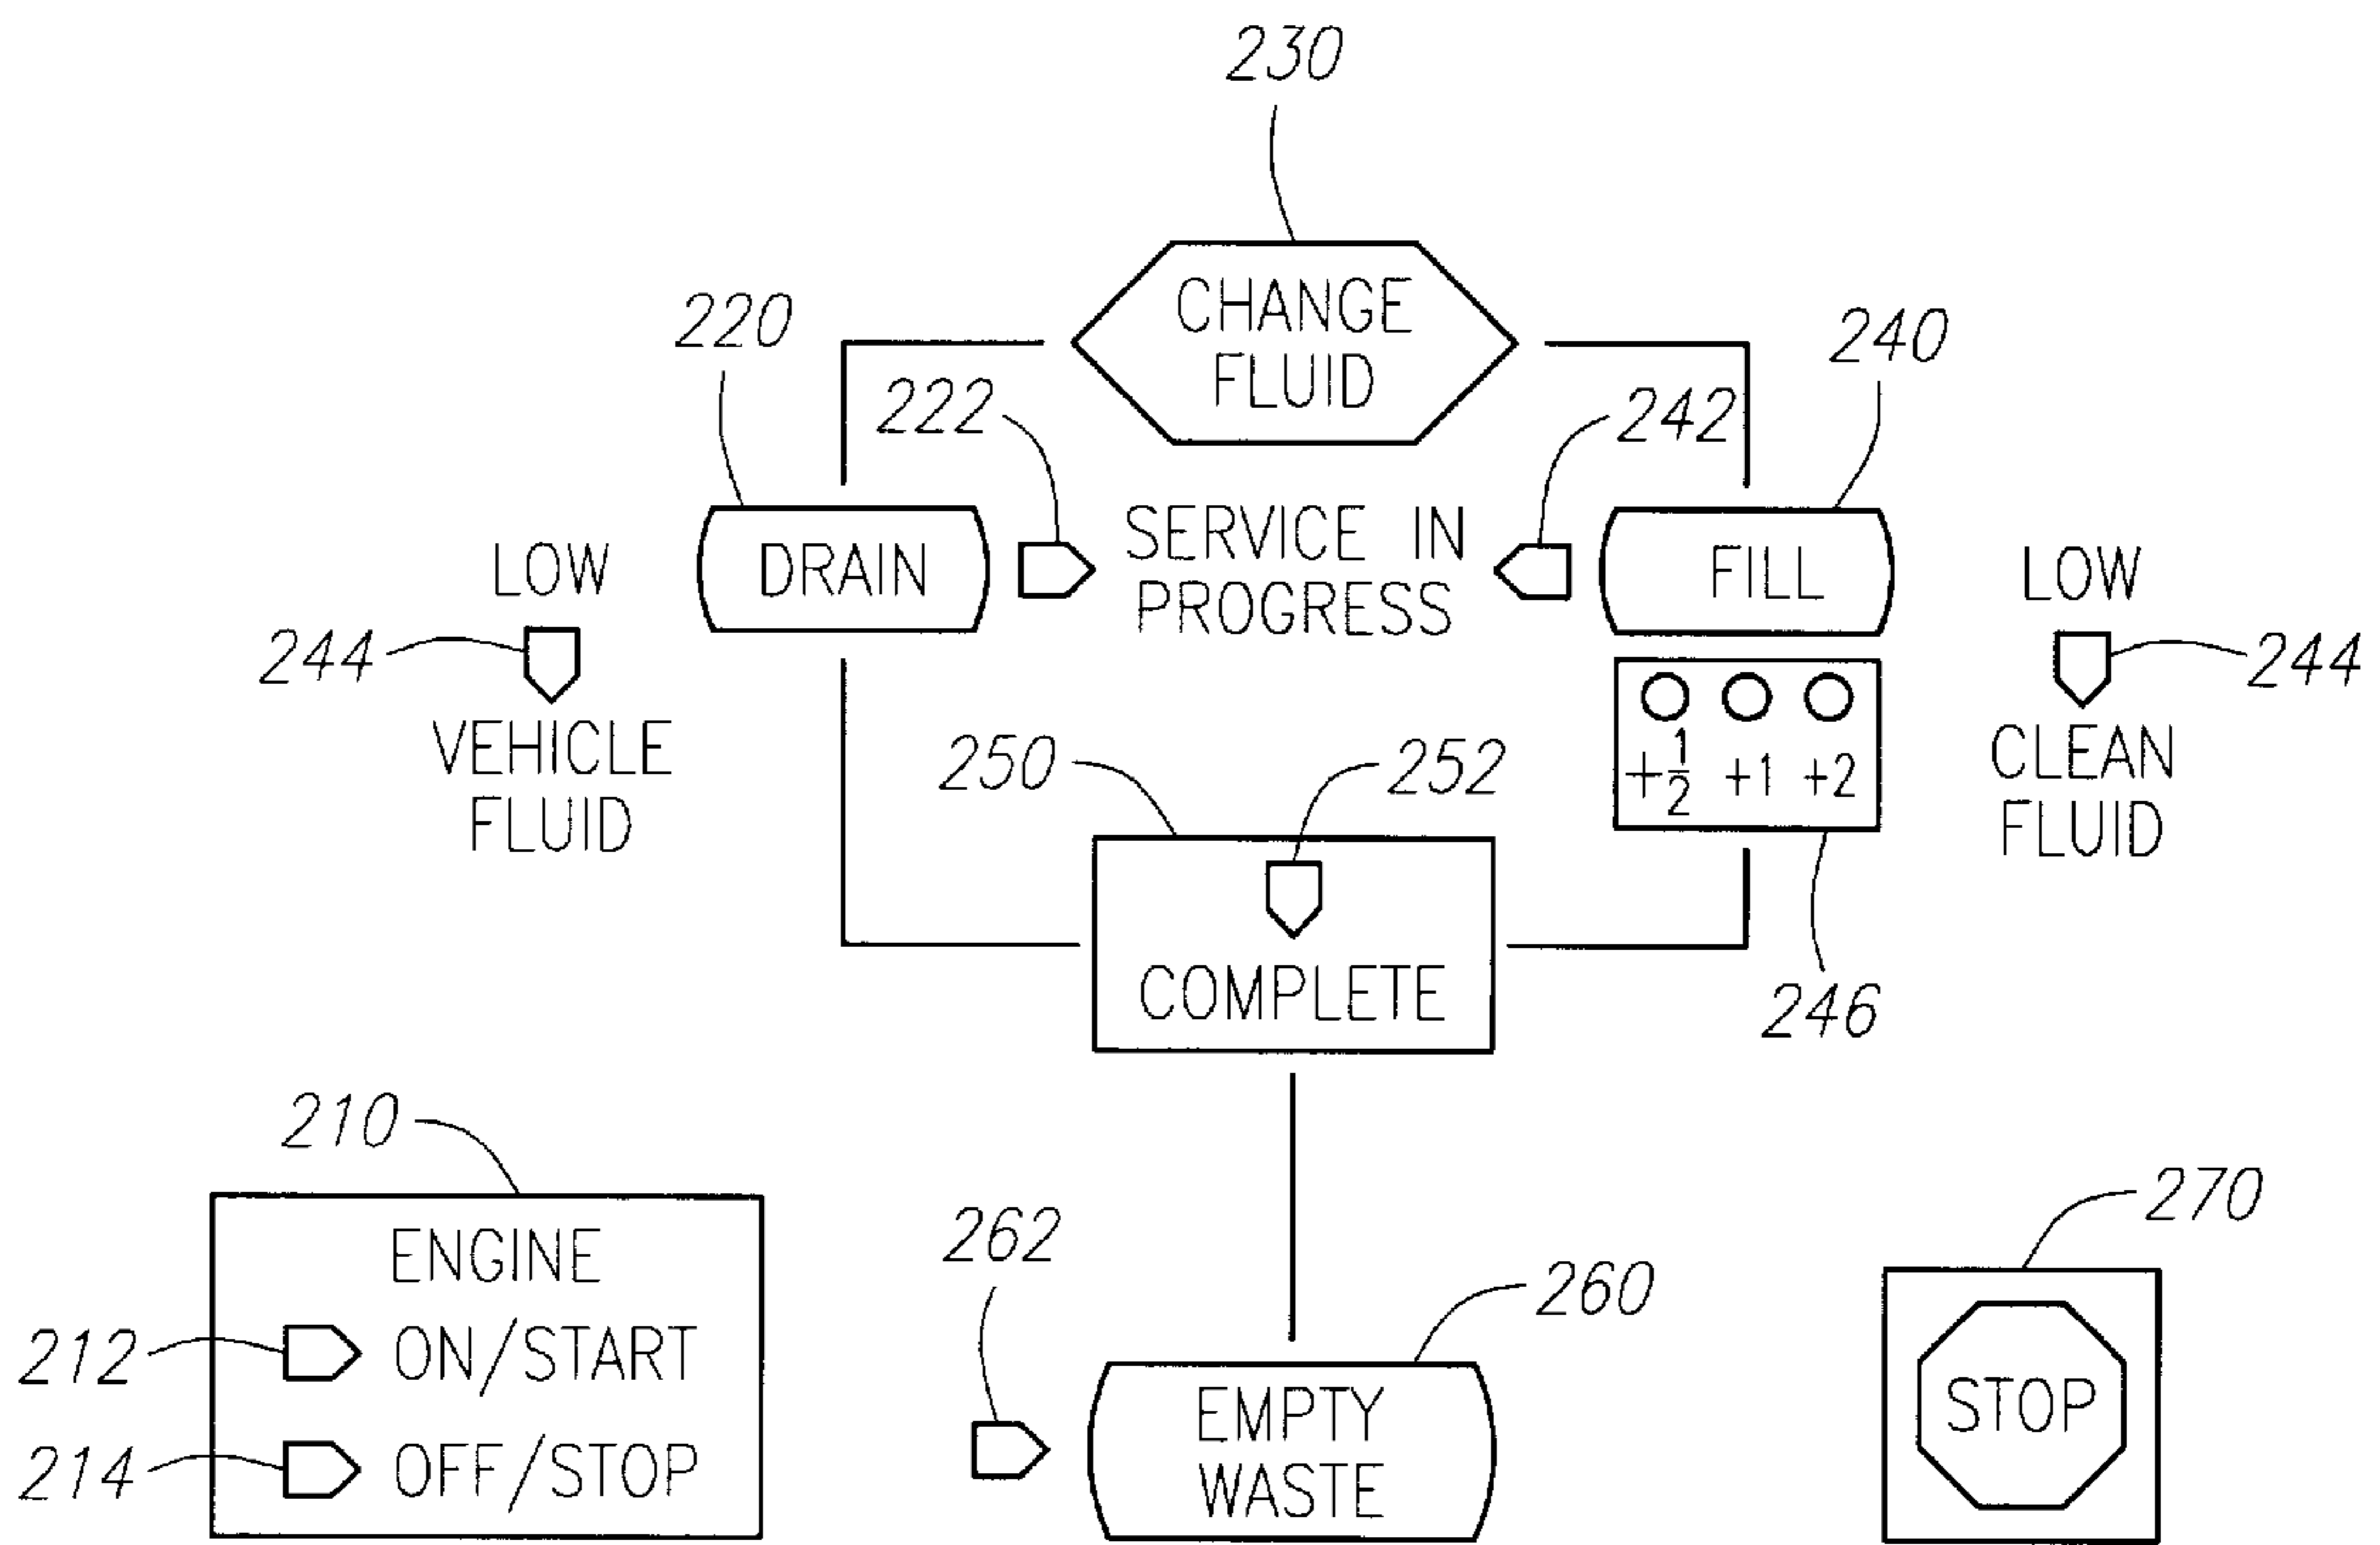 230
CHANGE
FLUID
220
240
222
242
DRAIN
SERVICE IN
PROGRESS
FILL
LOW
244
VEHICLE
FLUID
LOW
244
CLEAN
FLUID
+1/2 +1 +2
246
250
252
COMPLETE
210
ENGINE
212
ON/START
214
OFF/STOP
262
260
EMPTY
WASTE
270
STOP